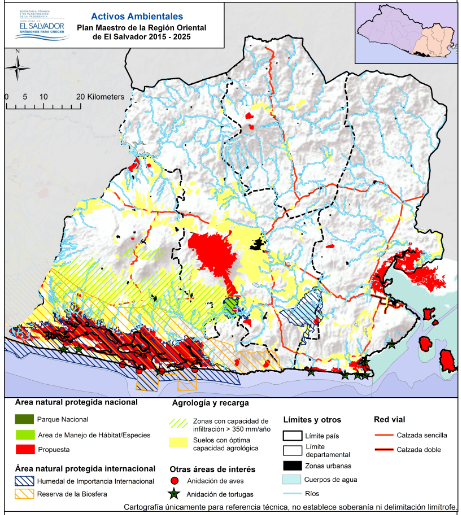 EL SALVADOR
UNÁMONOS PARA CRECER
Activos Ambientales
Plan Maestro de la Región Oriental
de El Salvador 2015 - 2025
N
0 5 10 20 Kilometers
Área natural protegida nacional
Parque Nacional
Area de Manejo de Hábitat/Especies
Propuesta
Área natural protegida internacional
Humedal de Importancia Internacional
Reserva de la Biosfera
Agrología y recarga
Zonas con capacidad de
infiltración > 350 mm/año
Suelos con óptima
capacidad agrológica
Otras áreas de interés
Anidación de aves
Anidación de tortugas
Límites y otros
Límite país
Límite
departamental
Zonas urbanas
Cuerpos de agua
Ríos
Red vial
Calzada sencilla
Calzada doble
Cartografía únicamente para referencia técnica, no establece soberanía ni delimitación limítrofe.